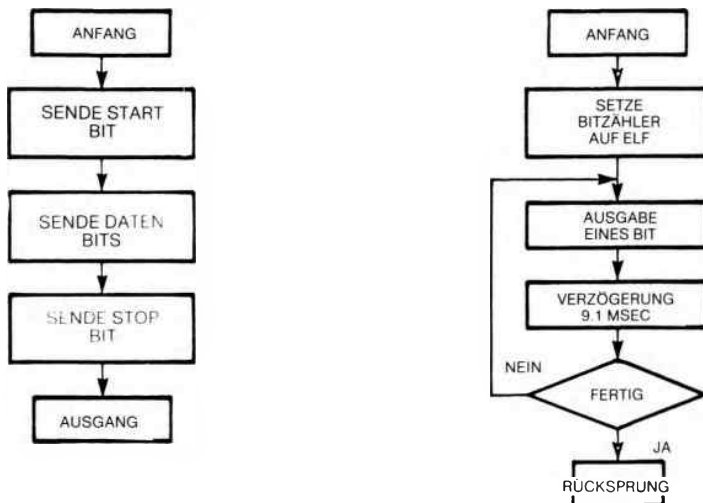 ANFANG
SENDE START
BIT
SENDE DATEN
BITS
SENDE STOP
BIT
AUSGANG
ANFANG
SETZE
BITZÄHLER
AUF ELF
AUSGABE
EINES BIT
VERZÖGERUNG
9.1 MSEC
NEIN
FERTIG
JA
RÜCKSPRUNG